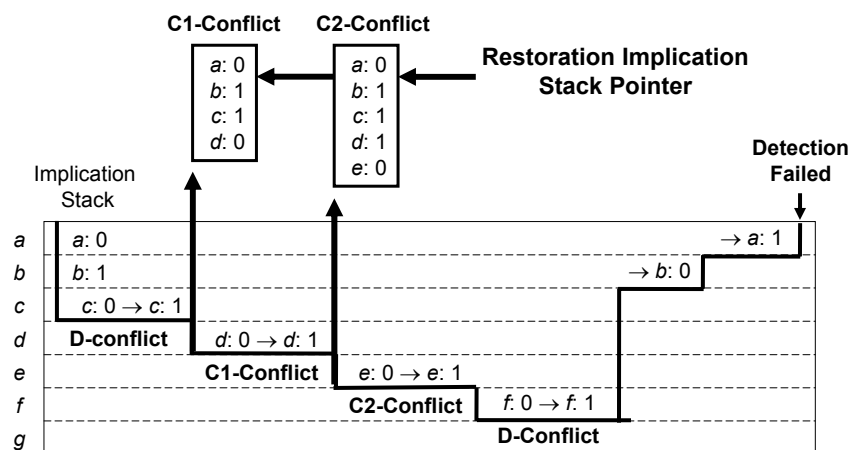 C1-Conflict
C2-Conflict
a: 0
b: 1
c: 1
d: 0
a: 0
b: 1
c: 1
d: 1
e: 0
Restoration Implication
Stack Pointer
Detection
Failed
Implication
Stack
a
a: 0
→ a: 1
b
b: 1
→ b: 0
c
c: 0 → c: 1
d
D-conflict
d: 0 → d: 1
e
C1-Conflict
e: 0 → e: 1
f
C2-Conflict
f: 0 → f: 1
g
D-Conflict